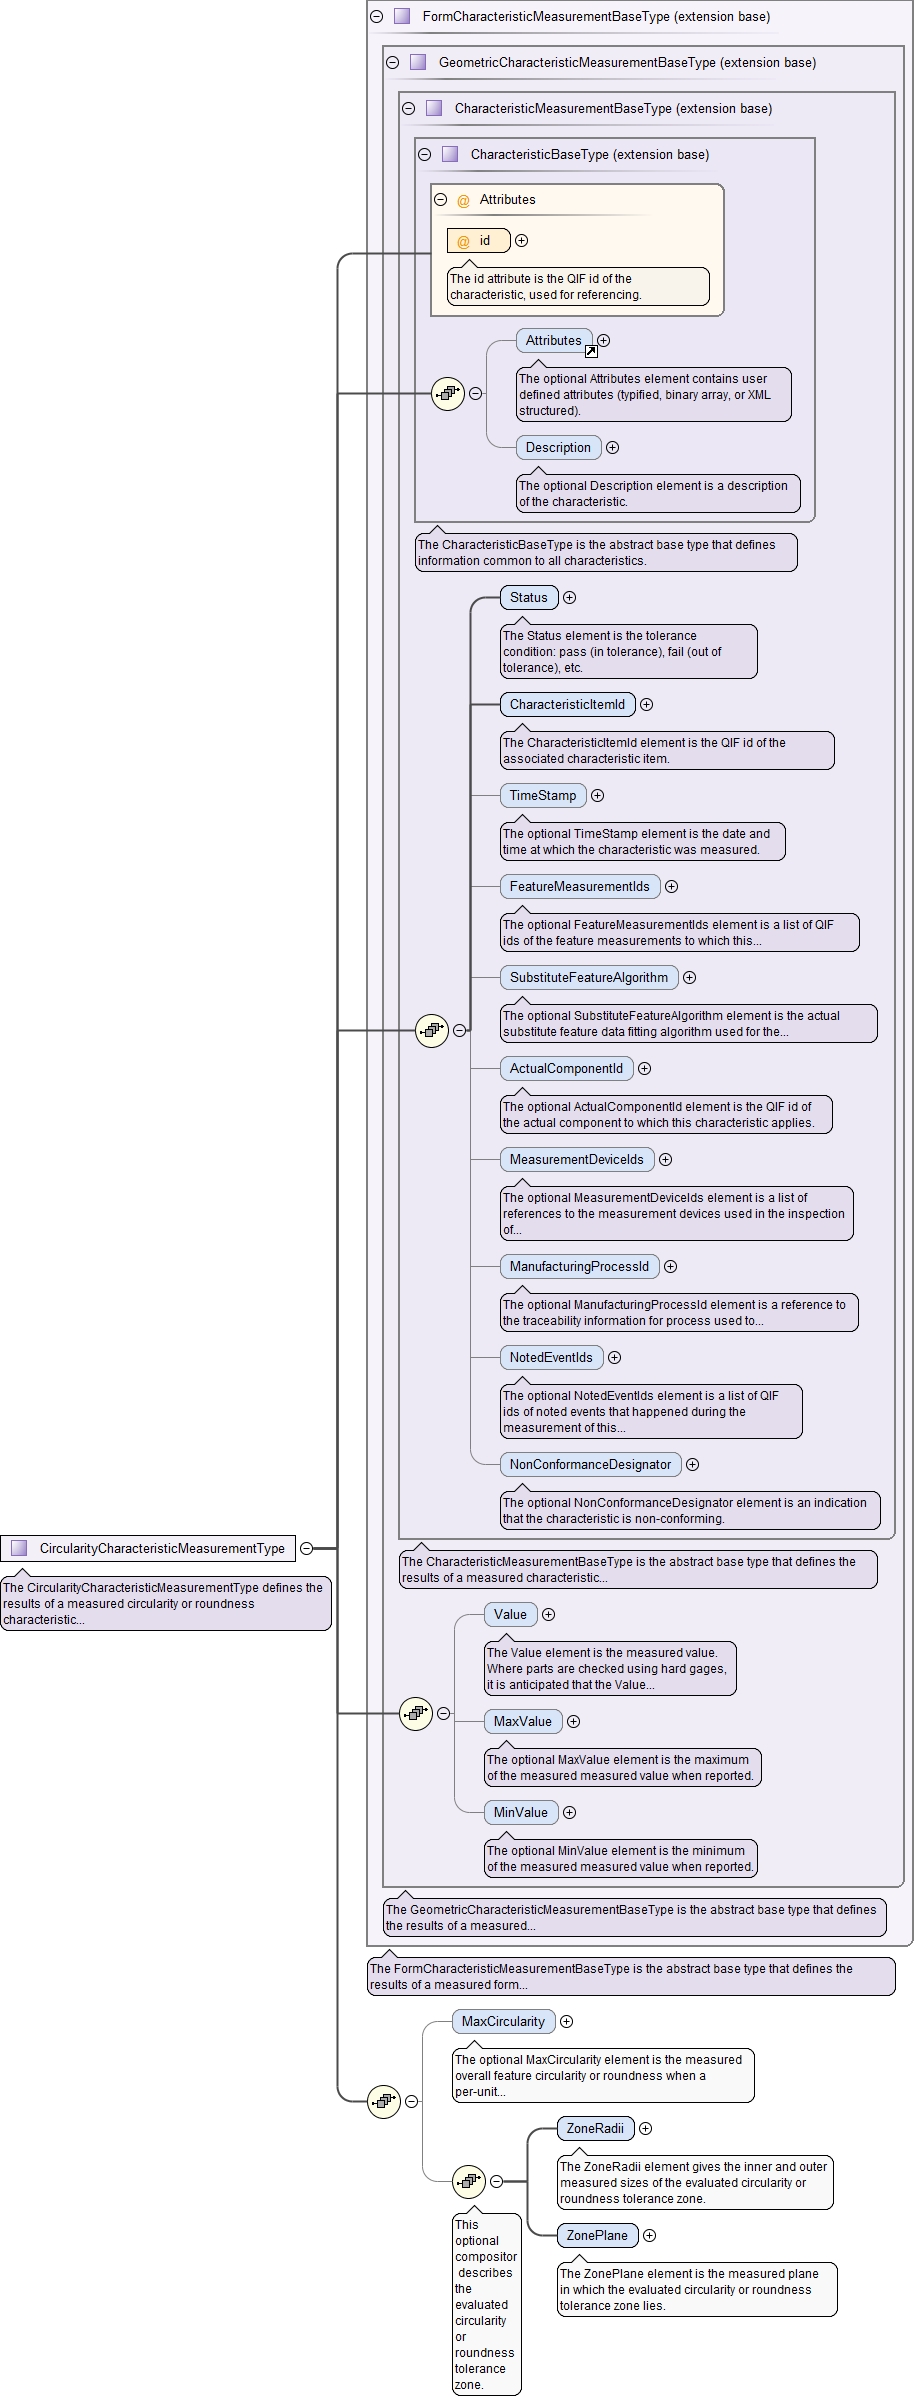 FormCharacteristicMeasurementBaseType (extension base)
GeometricCharacteristicMeasurementBaseType (extension base)
CharacteristicMeasurementBaseType (extension base)
CharacteristicBaseType (extension base)
@ Attributes
@ id
The id attribute is the QIF id of the
characteristic, used for referencing.
Attributes
The optional Attributes element contains user
defined attributes (typified, binary array, or XML
structured).
Description
The optional Description element is a description
of the characteristic.
The CharacteristicBaseType is the abstract base type that defines
information common to all characteristics.
Status
The Status element is the tolerance
condition: pass (in tolerance), fail (out of
tolerance), etc.
CharacteristicItemId
The CharacteristicItemId element is the QIF id of the
associated characteristic item.
TimeStamp
The optional TimeStamp element is the date and
time at which the characteristic was measured.
FeatureMeasurementIds
The optional FeatureMeasurementIds element is a list of QIF
ids of the feature measurements to which this...
SubstituteFeatureAlgorithm
The optional SubstituteFeatureAlgorithm element is the actual
substitute feature data fitting algorithm used for the...
ActualComponentId
The optional ActualComponentId element is the QIF id of
the actual component to which this characteristic applies.
MeasurementDeviceIds
The optional MeasurementDeviceIds element is a list of
references to the measurement devices used in the inspection
of...
ManufacturingProcessId
The optional ManufacturingProcessId element is a reference to
the traceability information for process used to...
NotedEventIds
The optional NotedEventIds element is a list of QIF
ids of noted events that happened during the
measurement of this...
NonConformanceDesignator
The optional NonConformanceDesignator element is an indication
that the characteristic is non-conforming.
CircularityCharacteristicMeasurementType
The CircularityCharacteristicMeasurementType defines the
results of a measured circularity or roundness
characteristic...
The CharacteristicMeasurementBaseType is the abstract base type that defines the
results of a measured characteristic...
Value
The Value element is the measured value.
Where parts are checked using hard gages,
it is anticipated that the Value...
MaxValue
The optional MaxValue element is the maximum
of the measured measured value when reported.
MinValue
The optional MinValue element is the minimum
of the measured measured value when reported.
The GeometricCharacteristicMeasurementBaseType is the abstract base type that defines
the results of a measured...
The FormCharacteristicMeasurementBaseType is the abstract base type that defines the
results of a measured form...
MaxCircularity
The optional MaxCircularity element is the measured
overall feature circularity or roundness when a
per-unit...
ZoneRadii
The ZoneRadii element gives the inner and outer
measured sizes of the evaluated circularity or
roundness tolerance zone.
ZonePlane
The ZonePlane element is the measured plane
in which the evaluated circularity or roundness
tolerance zone lies.
This
optional
compositor
describes
the
evaluated
circularity
or
roundness
tolerance
zone.